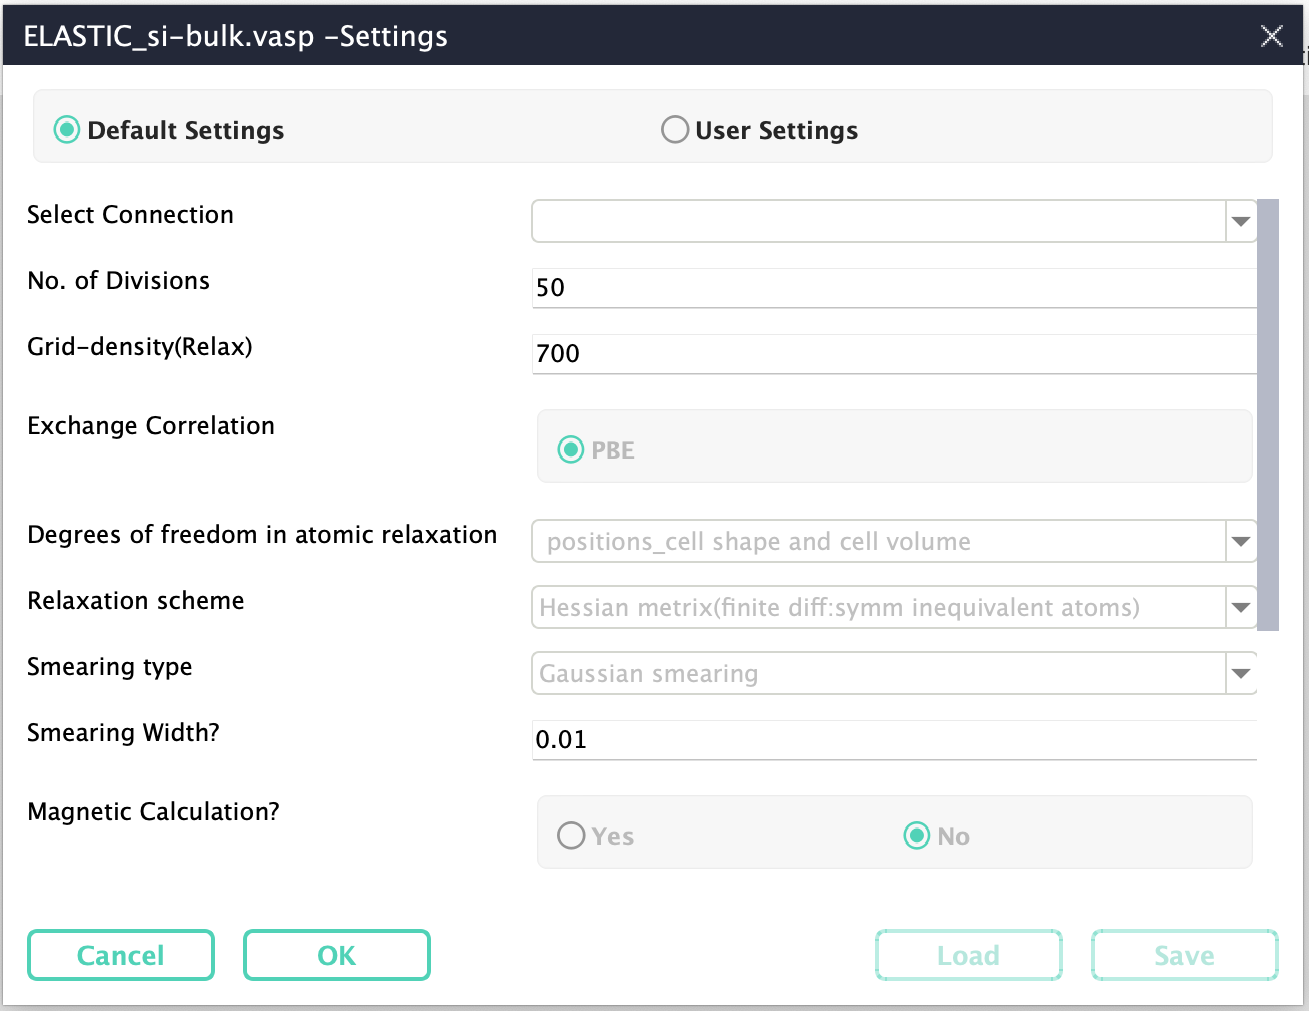 ELASTIC_si-bulk.vasp -Settings
Default Settings
User Settings
Select Connection
No. of Divisions
50
Grid-density(Relax)
700
Exchange Correlation
PBE
Degrees of freedom in atomic relaxation
positions_cell shape and cell volume
Relaxation scheme
Hessian metrix(finite diff:symm inequivalent atoms)
Smearing type
Gaussian smearing
Smearing Width?
0.01
Magnetic Calculation?
Yes
No
Cancel
OK
Load
Save